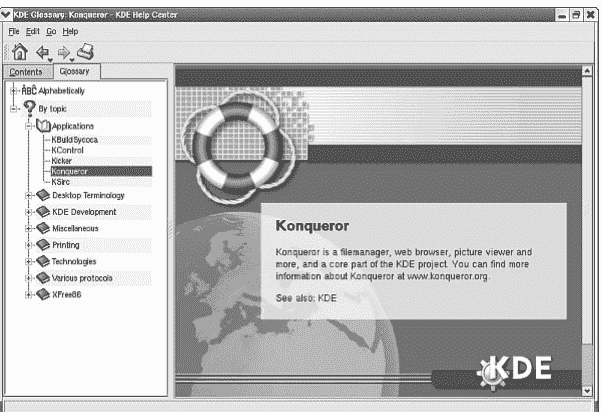 KDE Glossary: Konqueror - KDE Help Center
File Edit Go Help
Contents Glossary
ABC Alphabetically
By topic
Applications
KBuildSycoca
KControl
Kicker
Konqueror
KSirc
Desktop Terminology
KDE Development
Miscellaneous
Printing
Technologies
Various protocols
XFree86
Konqueror
Konqueror is a filemanager, web browser, picture viewer and
more, and a core part of the KDE project. You can find more
information about Konqueror at www.konqueror.org.
See also: KDE
KDE